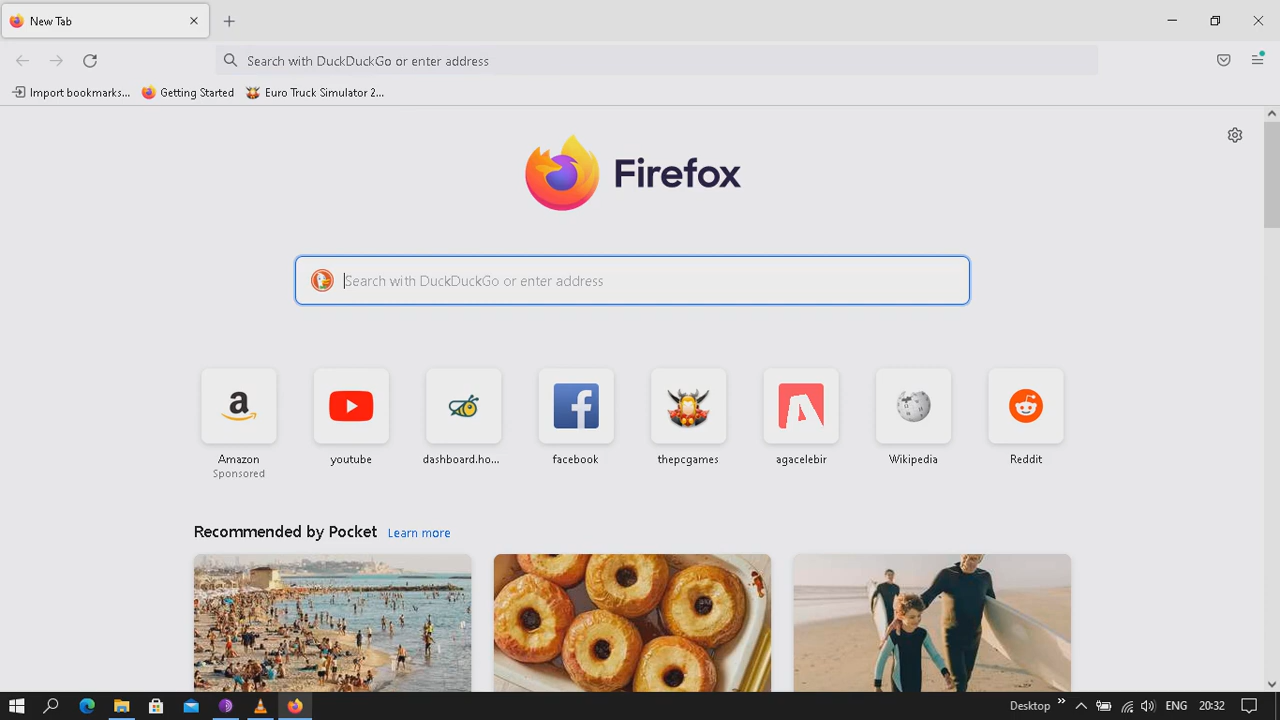 New Tab
Search with DuckDuckGo or enter address
Import bookmarks...
Getting Started
Euro Truck Simulator 2...
Firefox
Search with DuckDuckGo or enter address
Amazon
Sponsored
youtube
dashboard.ho...
facebook
thepcgames
agacelebir
Wikipedia
Reddit
Recommended by Pocket Learn more
Desktop
ENG
20:32